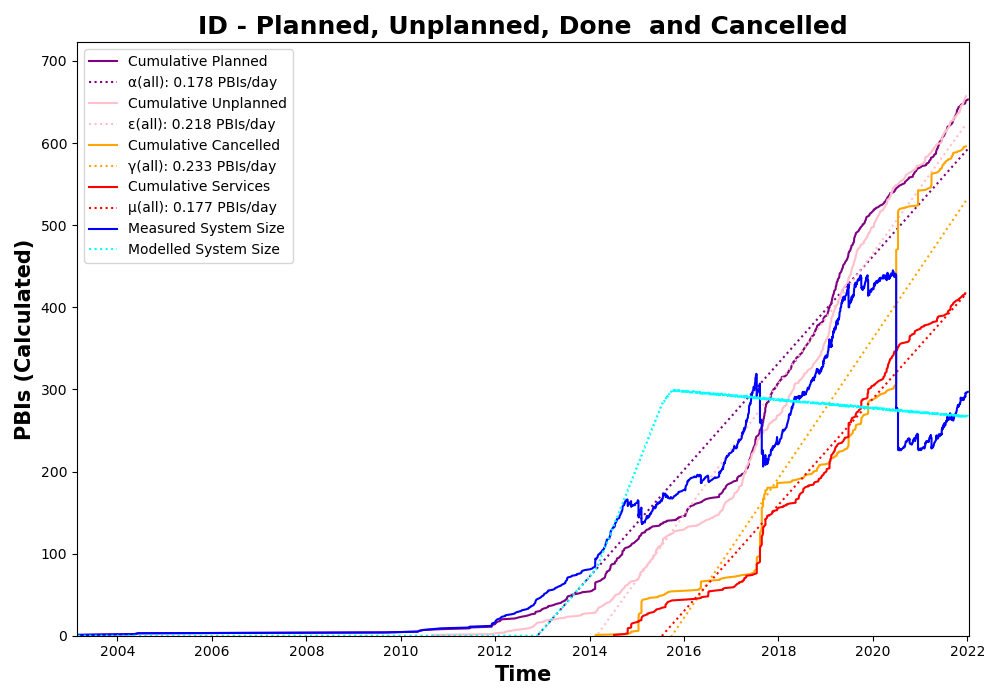 ID - Planned, Unplanned, Done  and Cancelled
Cumulative Planned
α(all): 0.178 PBIs/day
Cumulative Unplanned
ε(all): 0.218 PBIs/day
Cumulative Cancelled
γ(all): 0.233 PBIs/day
Cumulative Services
μ(all): 0.177 PBIs/day
Measured System Size
Modelled System Size
PBIs (Calculated)
700
600
500
400
300
200
100
0
2004 2006 2008 2010 2012 2014 2016 2018 2020 2022
Time